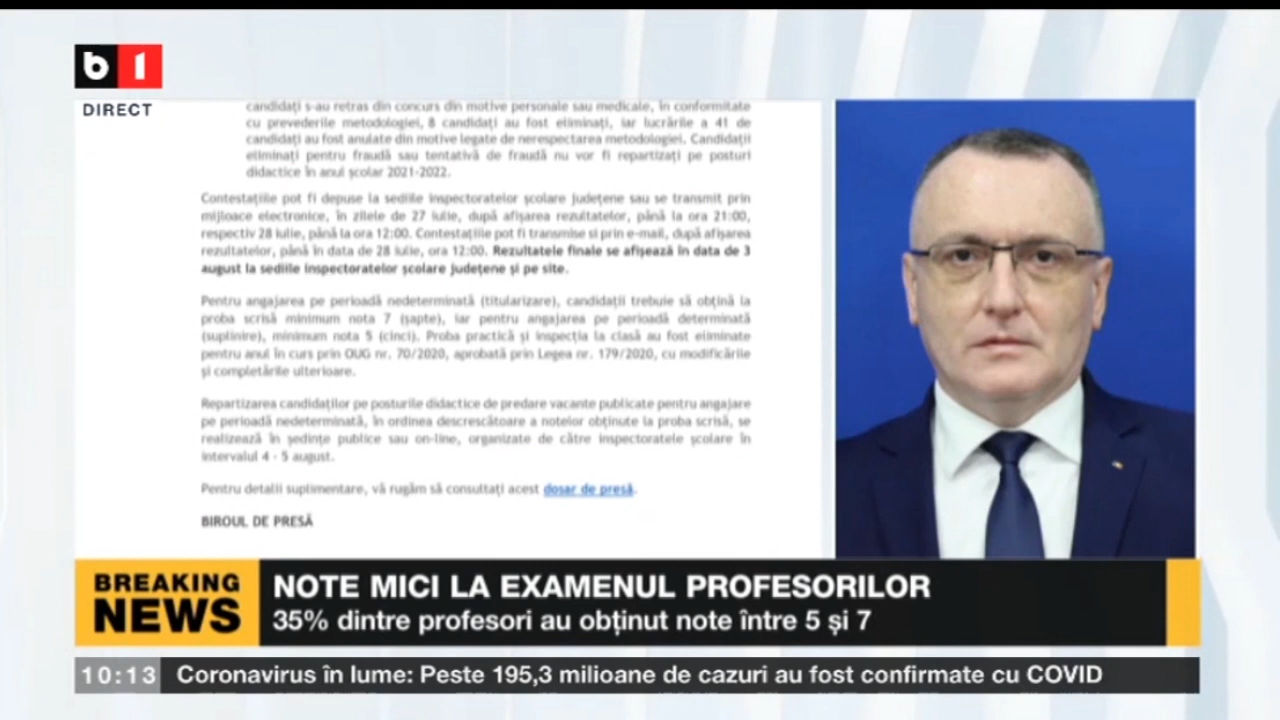 b 1
DIRECT
candidați s-au retras din concurs din motive personale sau medicale, în conformitate
cu prevederile metodologiei, 8 candidați au fost eliminați, iar lucrările a 41 de
candidați au fost anulate din motive legate de nerespectarea metodologiei. Candidații
eliminați pentru fraudă sau tentativă de fraudă nu vor fi repartizați pe posturi
didactice în anul școlar 2021-2022.
Contestațiile pot fi depuse la sediile inspectoratelor școlare județene sau se transmit prin
mijloace electronice, în zilele de 27 iulie, după afișarea rezultatelor, până la ora 21:00,
respectiv 28 iulie, până la ora 12:00. Contestațiile pot fi transmise si prin e-mail, după afișarea
rezultatelor, până în data de 28 iulie, ora 12:00. Rezultatele finale se afișează în data de 3
august la sediile inspectoratelor școlare județene și pe site.
Pentru angajarea pe perioadă nedeterminată (titularizare), candidații trebuie să obțină la
proba scrisă minimum nota 7 (șapte), iar pentru angajarea pe perioadă determinată
(suplinire), minimum nota 5 (cinci). Proba practică și inspecția la clasă au fost eliminate
pentru anul în curs prin OUG nr. 70/2020, aprobată prin Legea nr. 179/2020, cu modificările
și completările ulterioare.
Repartizarea candidaților pe posturile didactice de predare vacante publicate pentru angajare
pe perioadă nedeterminată, în ordinea descrescătoare a notelor obținute la proba scrisă, se
realizează în ședințe publice sau on-line, organizate de către inspectoratele școlare în
intervalul 4 - 5 august.
Pentru detalii suplimentare, vă rugăm să consultați acest dosar de presă.
BIROUL DE PRESĂ
BREAKING
NEWS
NOTE MICI LA EXAMENUL PROFESORILOR
35% dintre profesori au obținut note între 5 și 7
10:13 Coronavirus în lume: Peste 195,3 milioane de cazuri au fost confirmate cu COVID